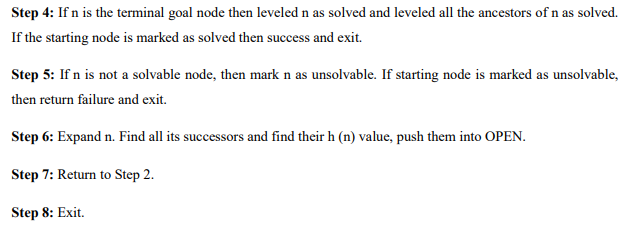 Step 4: If n is the terminal goal node then leveled n as solved and leveled all the ancestors of n as solved.
If the starting node is marked as solved then success and exit.
Step 5: If n is not a solvable node, then mark n as unsolvable. If starting node is marked as unsolvable,
then return failure and exit.
Step 6: Expand n. Find all its successors and find their h (n) value, push them into OPEN.
Step 7: Return to Step 2.
Step 8: Exit.